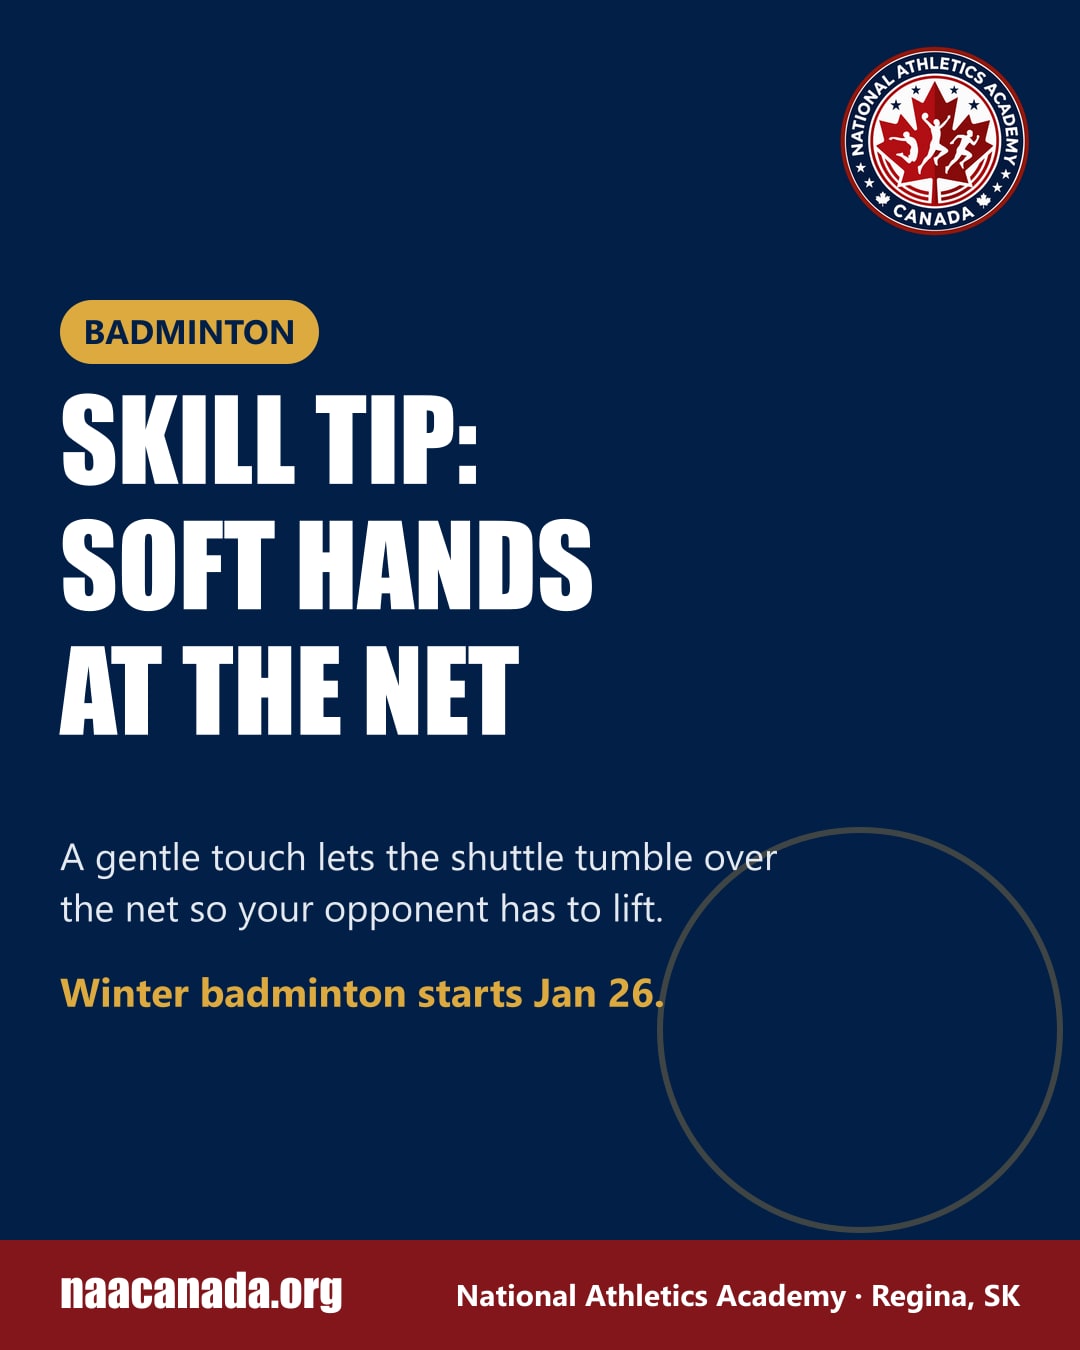 NATIONAL ATHLETICS ACADEMY
CANADA
BADMINTON
SKILL TIP:
SOFT HANDS
AT THE NET
A gentle touch lets the shuttle tumble over
the net so your opponent has to lift.
Winter badminton starts Jan 26.
naacanada.org
National Athletics Academy · Regina, SK